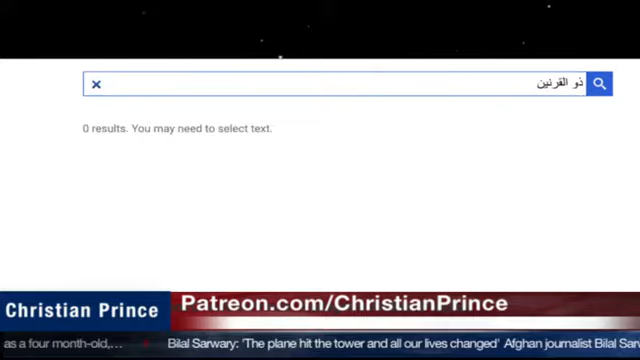 ذو القرنين
0 results. You may need to select text.
Christian Prince
Patreon.com/ChristianPrince
as a four month-old,...
Bilal Sarwary: 'The plane hit the tower and all our lives changed' Afghan journalist Bilal Sarw